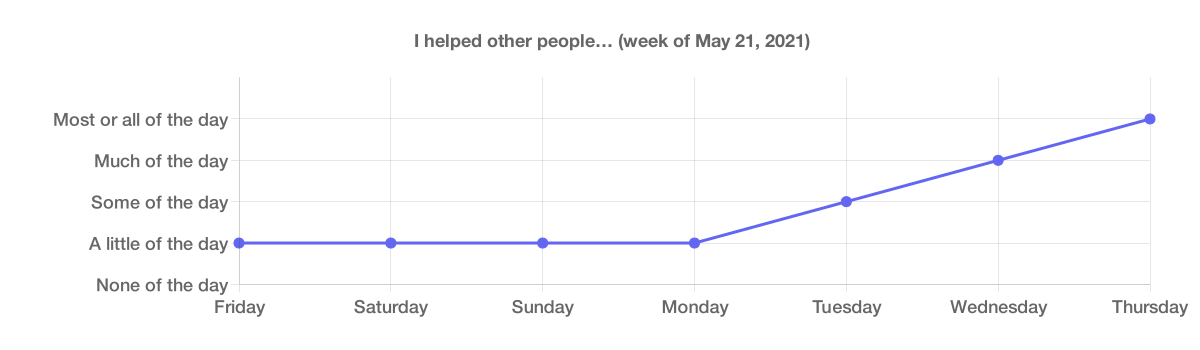 I helped other people… (week of May 21, 2021)
Most or all of the day
Much of the day
Some of the day
A little of the day
None of the day
Friday Saturday Sunday Monday Tuesday Wednesday Thursday